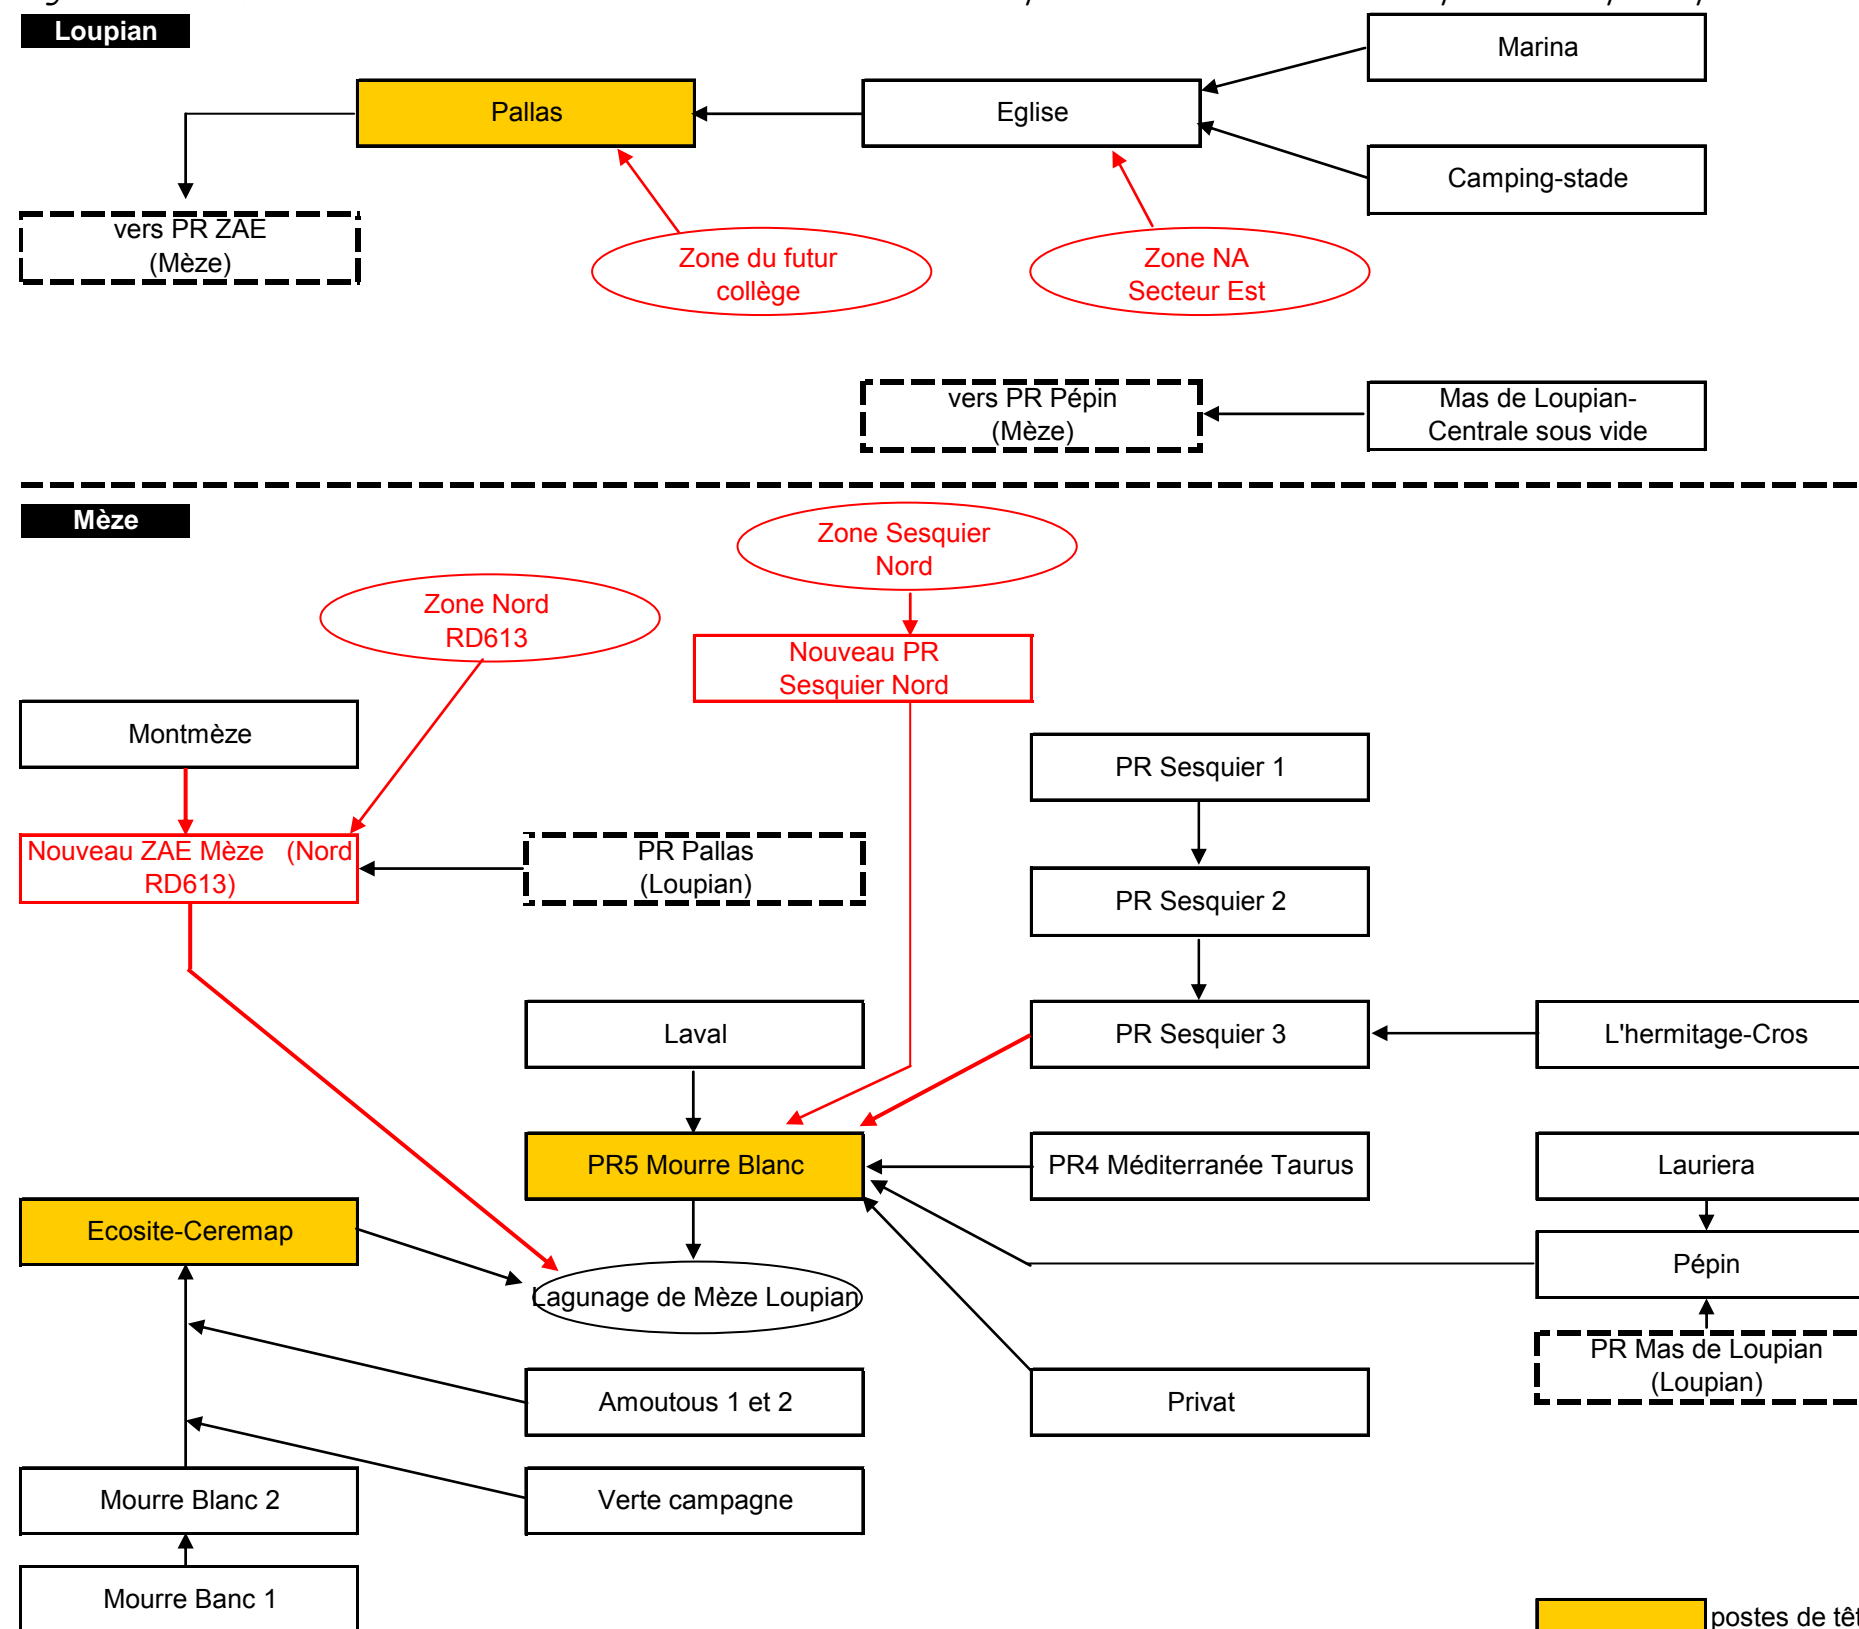 Loupian
Marina
Pallas
Eglise
Camping-stade
vers PR ZAE
(Mèze)
Zone du futur
collège
Zone NA
Secteur Est
vers PR Pépin
(Mèze)
Mas de Loupian-
Centrale sous vide
Mèze
Zone Sesquier
Nord
Zone Nord
RD613
Nouveau PR
Sesquier Nord
Montmèze
PR Sesquier 1
Nouveau ZAE Mèze (Nord
RD613)
PR Pallas
(Loupian)
PR Sesquier 2
Laval
PR Sesquier 3
L'hermitage-Cros
PR5 Mourre Blanc
PR4 Méditerranée Taurus
Lauriera
Ecosite-Ceremap
Pépin
Lagunage de Mèze Loupian
PR Mas de Loupian
(Loupian)
Amoutous 1 et 2
Privat
Mourre Blanc 2
Verte campagne
Mourre Banc 1
postes de